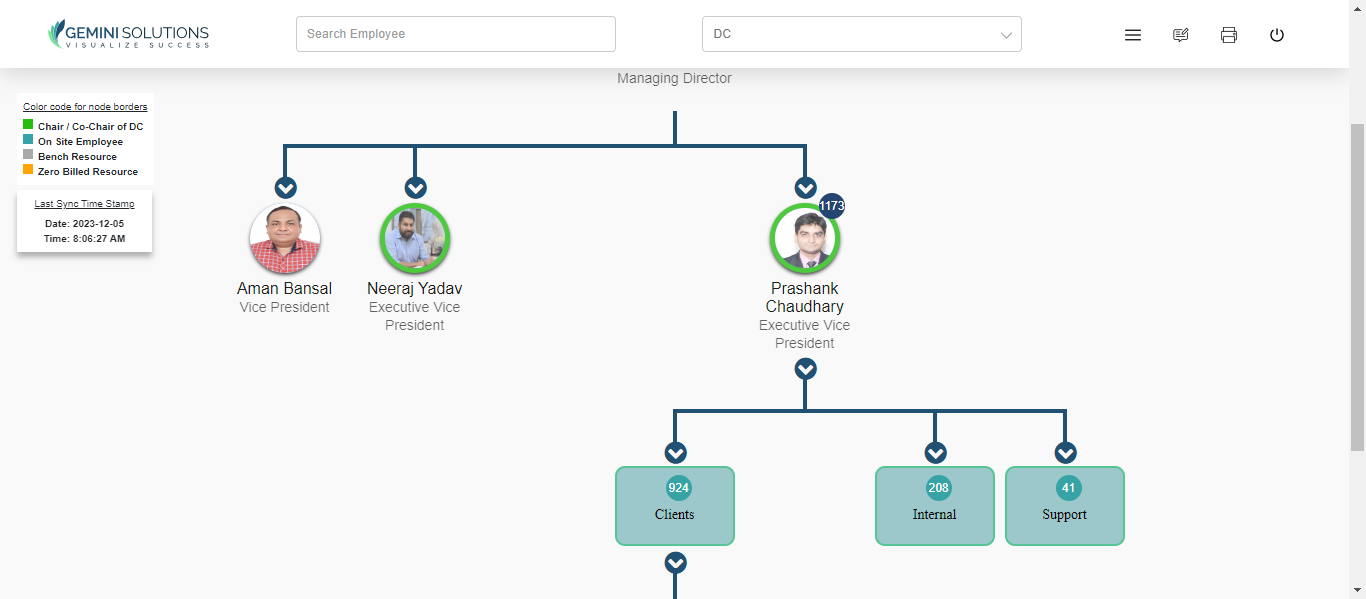 GEMINI SOLUTIONS
VISUALIZE SUCCESS
Search Employee
DC
Managing Director
Color code for node borders
Chair / Co-Chair of DC
On Site Employee
Bench Resource
Zero Billed Resource
Last Sync Time Stamp
Date: 2023-12-05
Time: 8:06:27 AM
Aman Bansal
Vice President
Neeraj Yadav
Executive Vice
President
1173
Prashank
Chaudhary
Executive Vice
President
924
Clients
208
Internal
41
Support